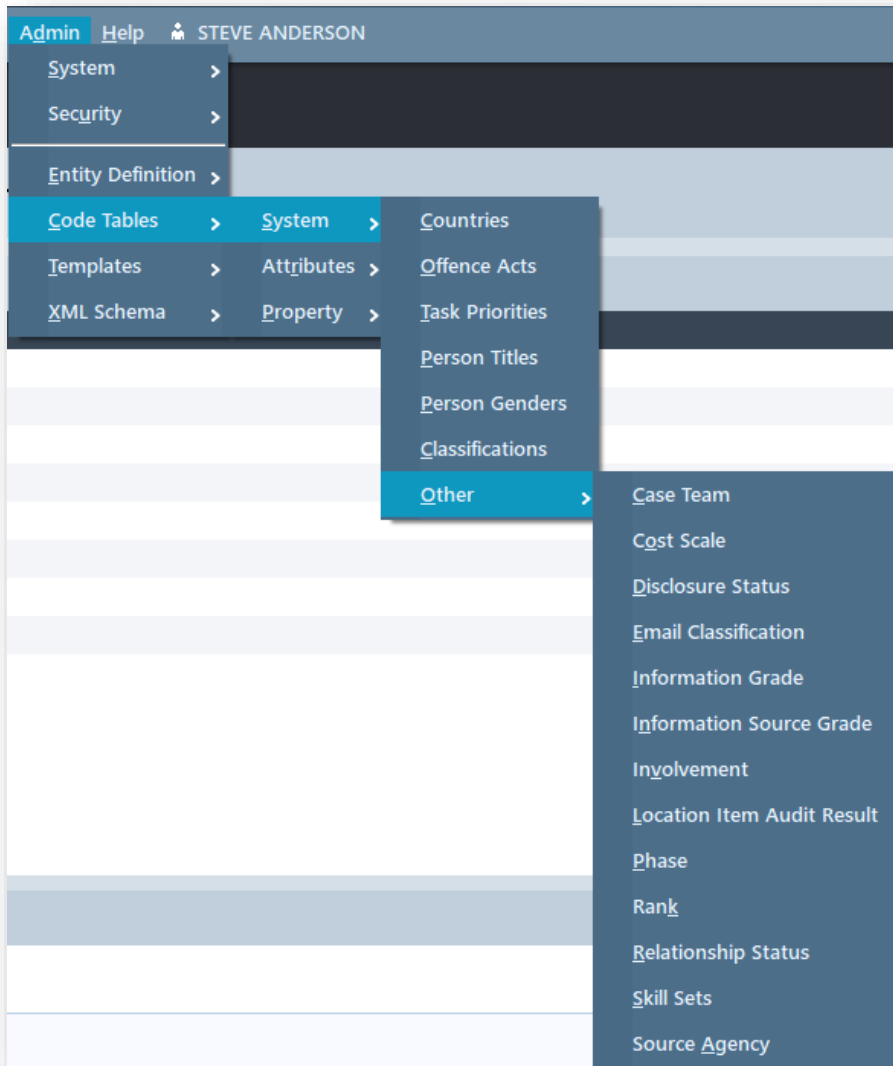 Admin Help STEVE ANDERSON
System
Security
Entity Definition
Code Tables
Templates
XML Schema
System
Attributes
Property
Countries
Offence Acts
Task Priorities
Person Titles
Person Genders
Classifications
Other
Case Team
Cost Scale
Disclosure Status
Email Classification
Information Grade
Information Source Grade
Involvement
Location Item Audit Result
Phase
Rank
Relationship Status
Skill Sets
Source Agency